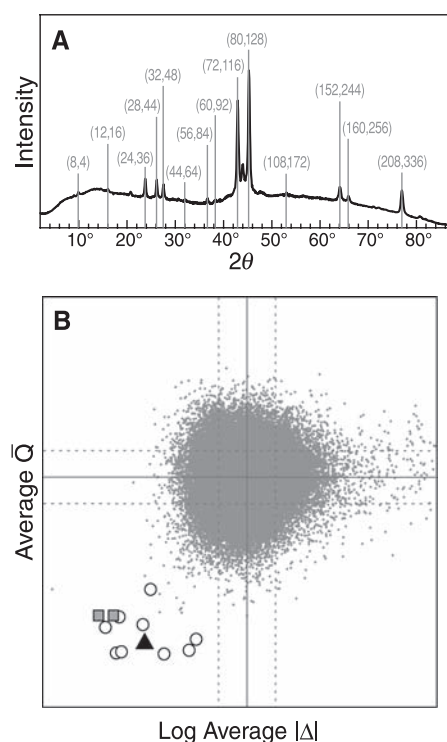 A
(80,128)
(32,48)
(72,116)
(28,44)
(60,92)
(152,244)
(12,16)
(56,84)
(160,256)
(8,4)
(24,36)
(44,64)
(108,172)
(208,336)
Intensity
10° 20° 30° 40° 50° 60° 70° 80°
2θ
B
Average Q̅
Log Average |Δ|